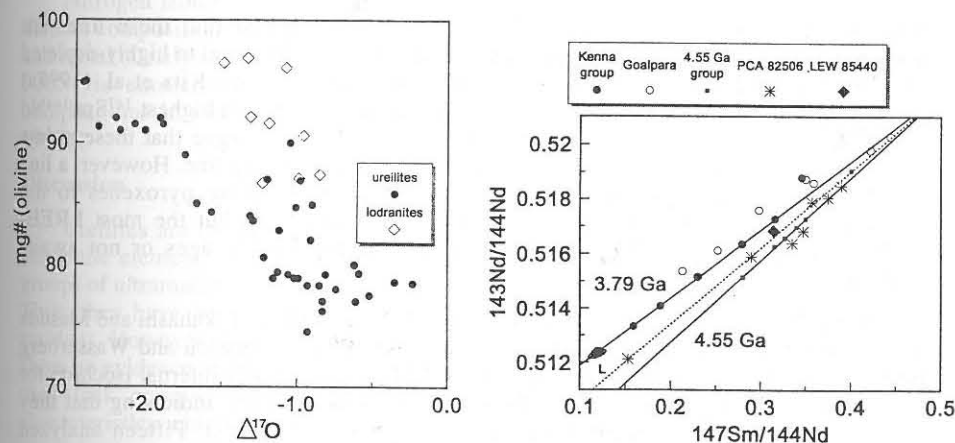 100
90
80
70
mg# (olivine)
-2.0
-1.0
0.0
Δ17O
ureilites
lodranites
Kenna group
Goalpara
4.55 Ga group
PCA 82506
LEW 85440
0.52
0.518
0.516
0.514
0.512
143Nd/144Nd
3.79 Ga
4.55 Ga
L
0.1
0.2
0.3
0.4
0.5
147Sm/144Nd